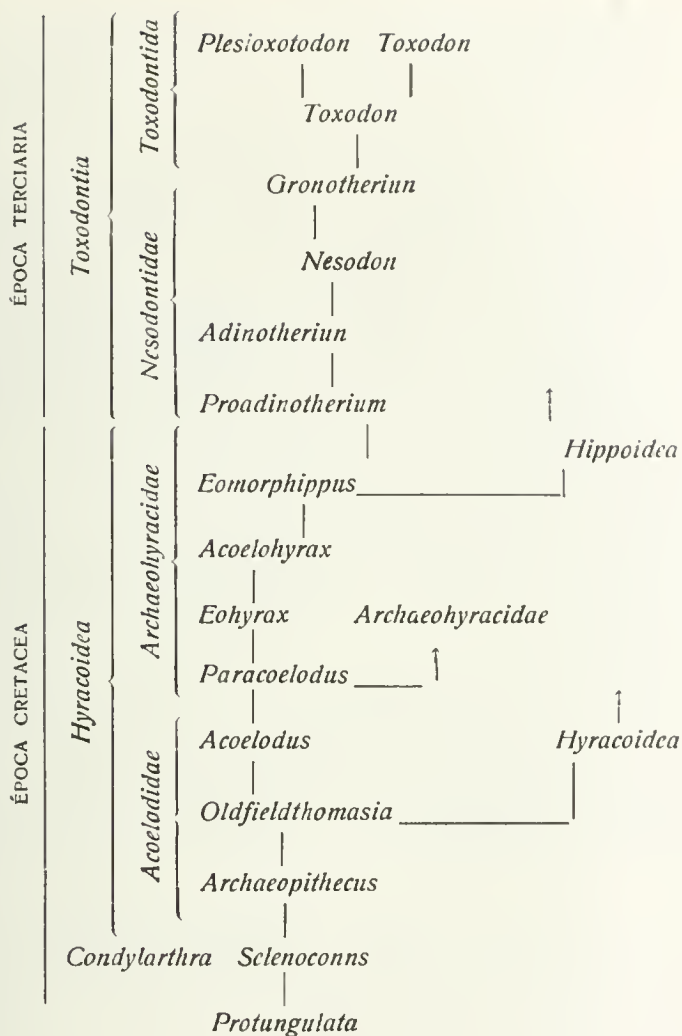 Plesioxotodon Toxodon
Toxodon
Gronotheriun
Nesodon
Adinotheriun
Proadinotherium
Hippoidea
Eomorphippus
Acoelohyrax
Eohyrax Archaeohyracidae
Paracoelodus
Acoelodus Hyracoidea
Oldfieldthomasia
Archaeopithecus
Condylarthra Sclenoconns
Protungulata
ÉPOCA TERCIARIA
ÉPOCA CRETACEA
Toxodontia
Hyracoidea
Toxodontida
Nesodontidae
Archaeohyracidae
Acoelodidae